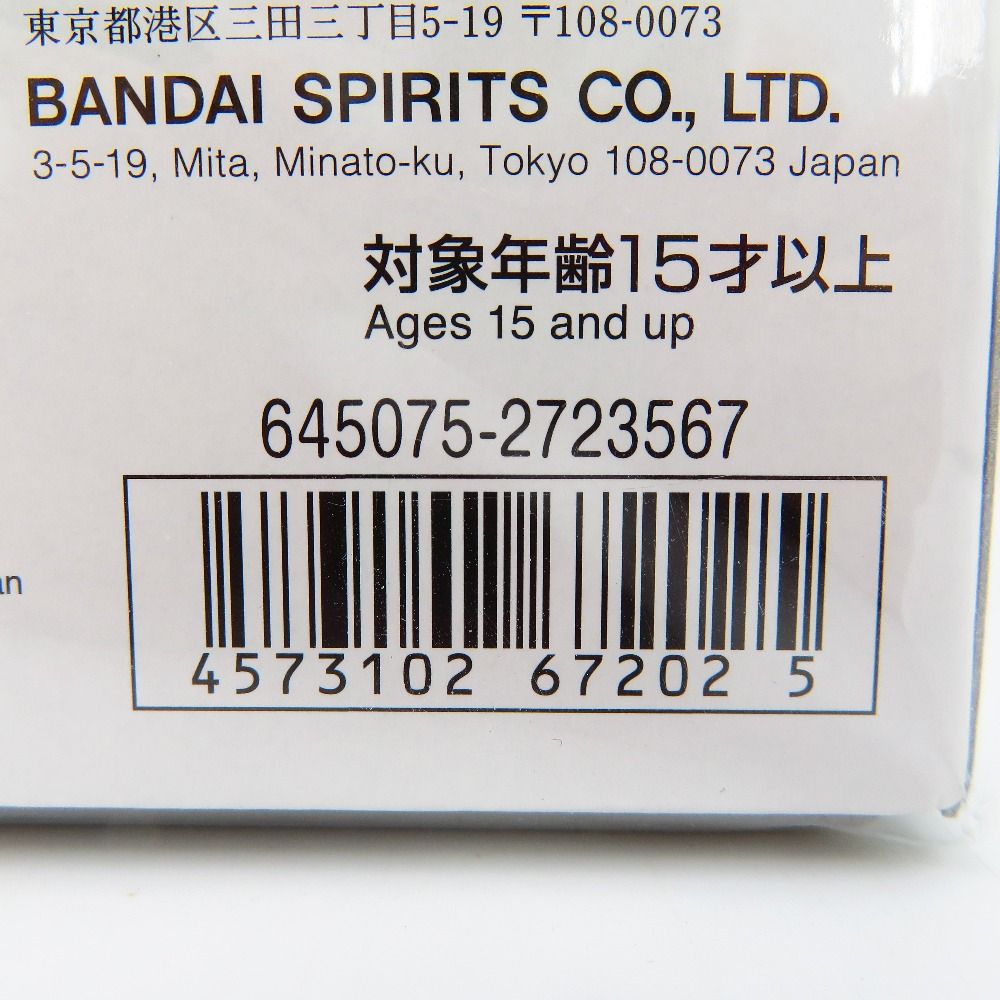 東京都港区三田三丁目5-19 〒108-0073
BANDAI SPIRITS CO., LTD.
3-5-19, Mita, Minato-ku, Tokyo 108-0073 Japan
対象年齢15才以上
Ages 15 and up
645075-2723567
an
4573102 67202 5